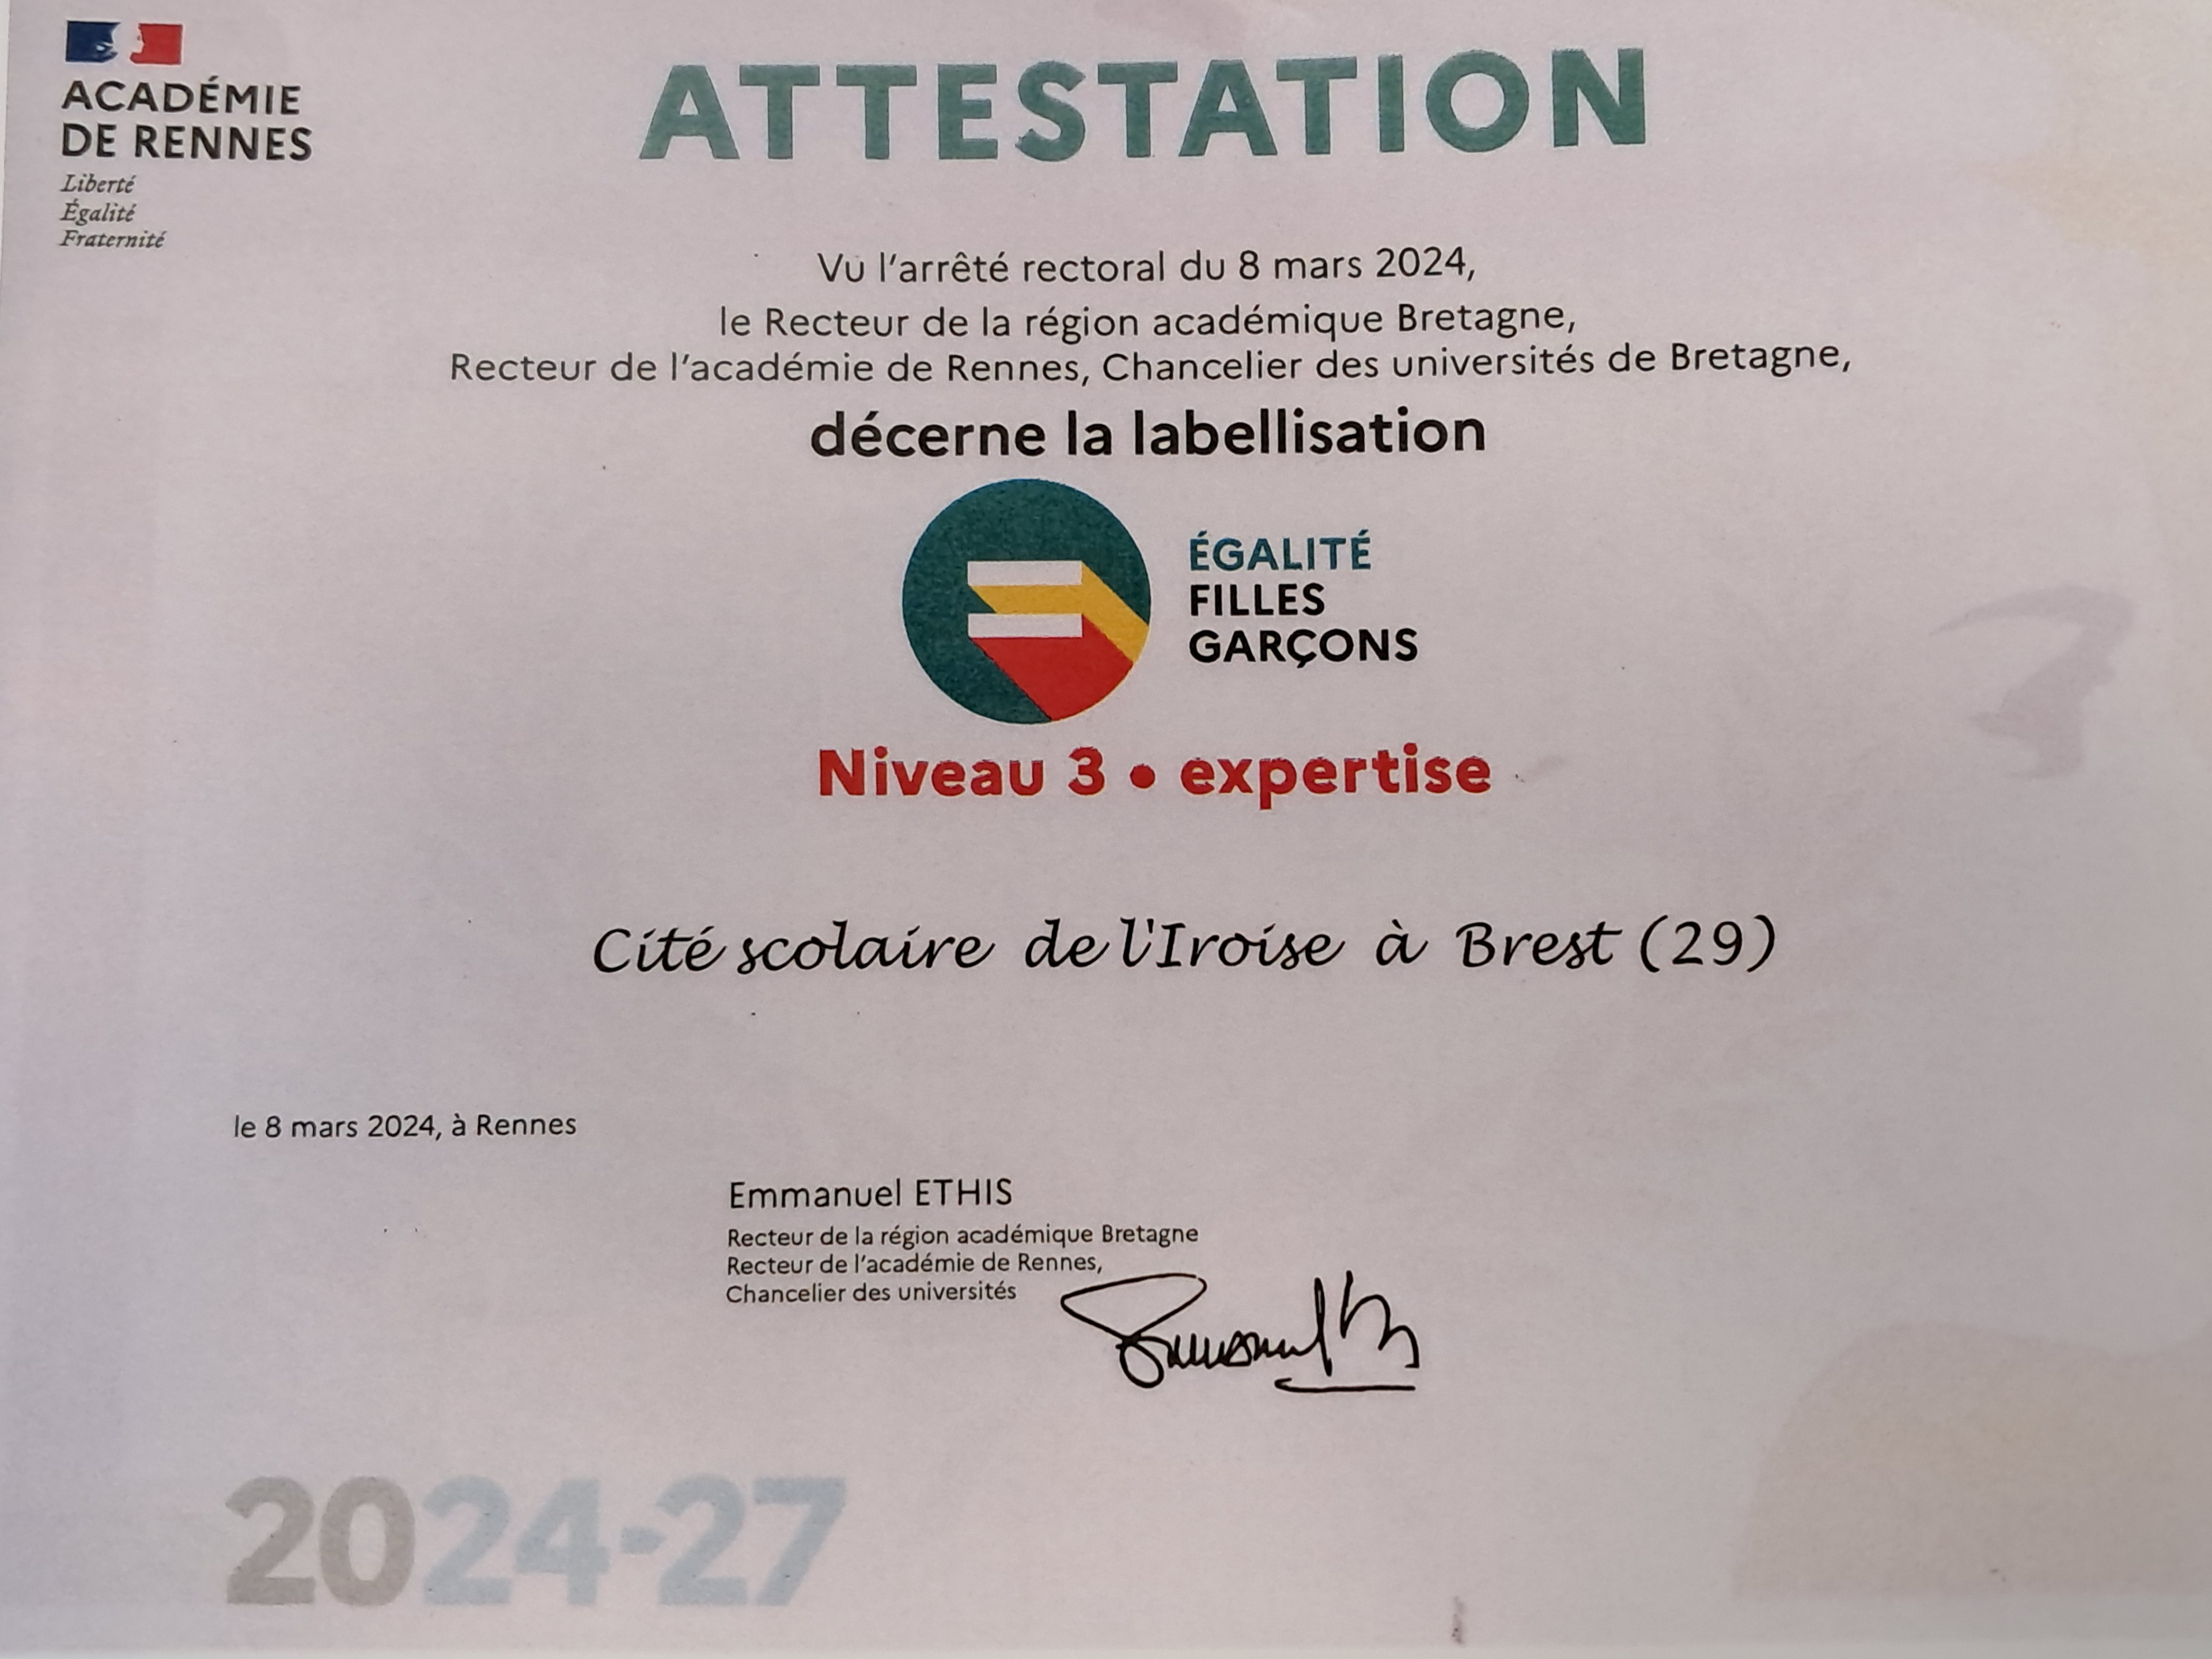 ACADÉMIE
DE RENNES
Liberté
Égalité
Fraternité
ATTESTATION
Vu l'arrêté rectoral du 8 mars 2024,
le Recteur de la région académique Bretagne,
Recteur de l'académie de Rennes, Chancelier des universités de Bretagne,
décerne la labellisation
ÉGALITÉ
FILLES
GARÇONS
Niveau 3 • expertise
Cité scolaire de l'Iroise à Brest (29)
le 8 mars 2024, à Rennes
Emmanuel ETHIS
Recteur de la région académique Bretagne
Recteur de l'académie de Rennes,
Chancelier des universités
2024-27